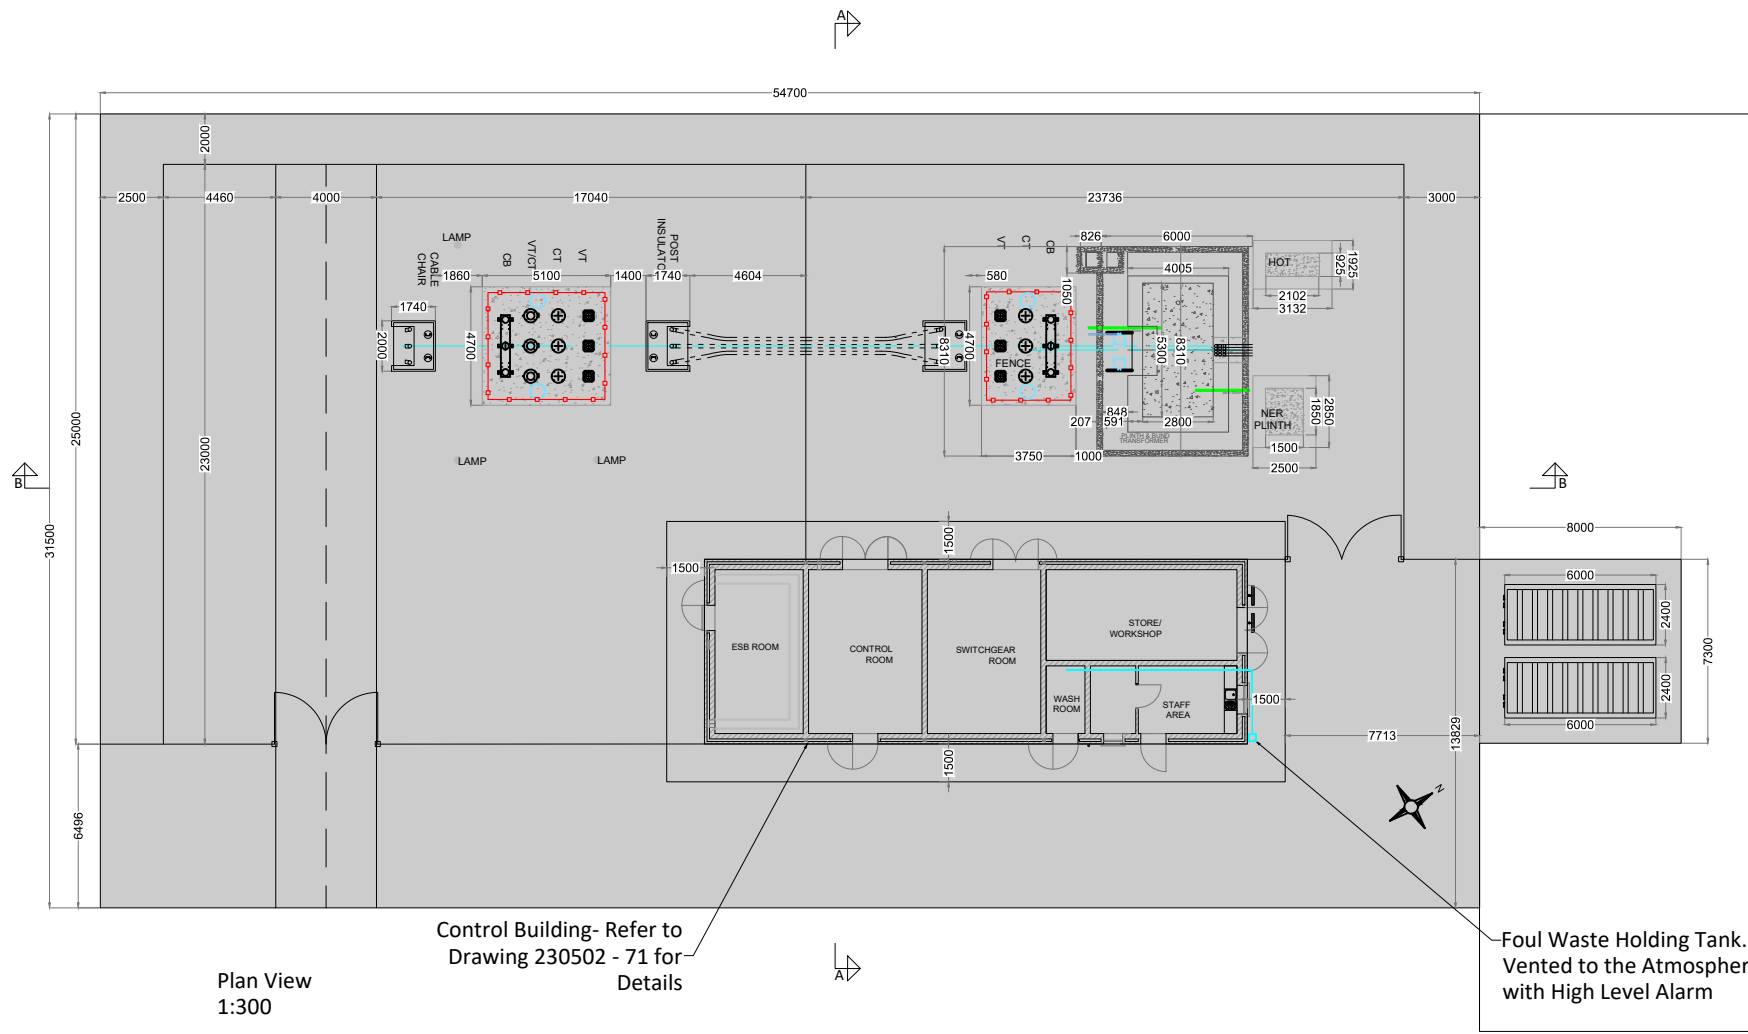 A
54700
2000
2500
4460
4000
17040
23736
3000
LAMP
CABLE
CHAIR
CB
VT/CT
CT
VT
POST
VT
CB
826
6000
HOT
925
1925
1860
5100
1400
1740
4604
580
1050
4005
2102
3132
1740
2000
4700
8310
4700
5300
8310
FENCE
25000
23000
848
207
591
2800
NER
PLINTH
1850
2850
PLINTH & BUND
TRANSFORMER
1500
LAMP
LAMP
3750
1000
2500
B
B
31500
1500
8000
1500
6000
ESB ROOM
CONTROL
ROOM
SWITCHGEAR
ROOM
STORE/
WORKSHOP
2400
7300
WASH
ROOM
STAFF
AREA
1500
2400
6000
7713
13829
1500
N
6496
Control Building- Refer to
Drawing 230502 - 71 for
Details
A
Foul Waste Holding Tank.
Vented to the Atmospher
with High Level Alarm
Plan View
1:300